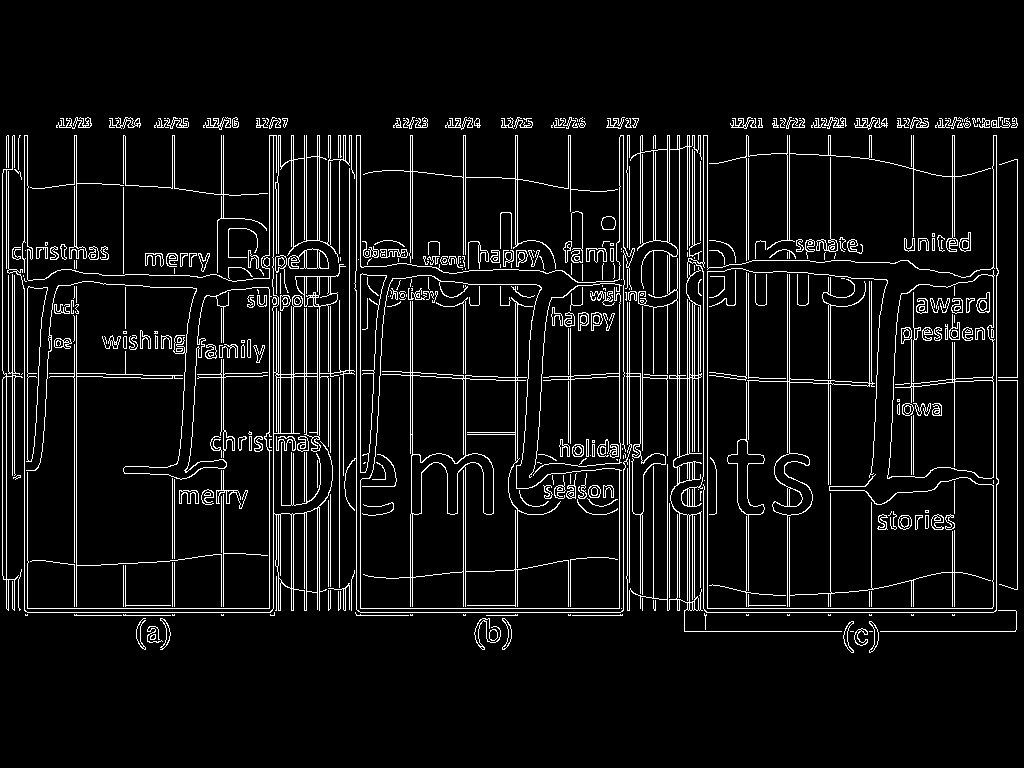 12/23 12/24 12/25 12/26 12/27 12/23 12/24 12/25 12/26 12/27 12/21 12/22 12/23 12/24 12/25 12/26
Republicans
christmas merry hope obama wrong happy family senate united
uck support holiday wishing award
joe wishing family happy president
iowa
Democrats
christmas holidays
merry season stories
(a) (b) (c)